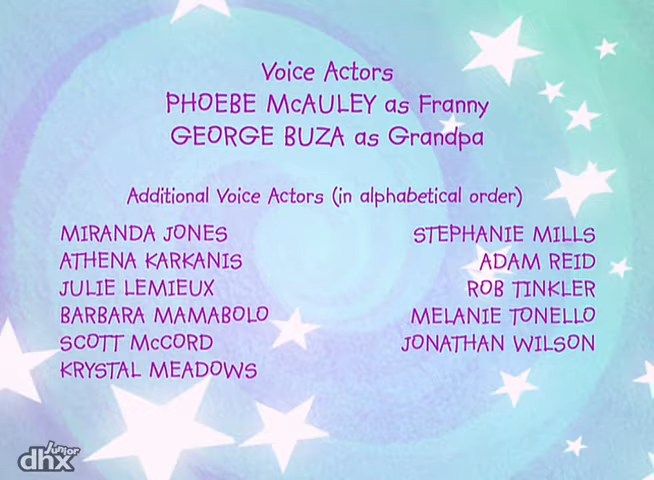 Voice Actors
PHOEBE McAULEY as Franny
GEORGE BUZA as Grandpa
Additional Voice Actors (in alphabetical order)
MIRANDA JONES
ATHENA KARKANIS
JULIE LEMIEUX
BARBARA MAMABOLO
SCOTT McCORD
KRYSTAL MEADOWS
STEPHANIE MILLS
ADAM REID
ROB TINKLER
MELANIE TONELLO
JONATHAN WILSON
Junior
dhx